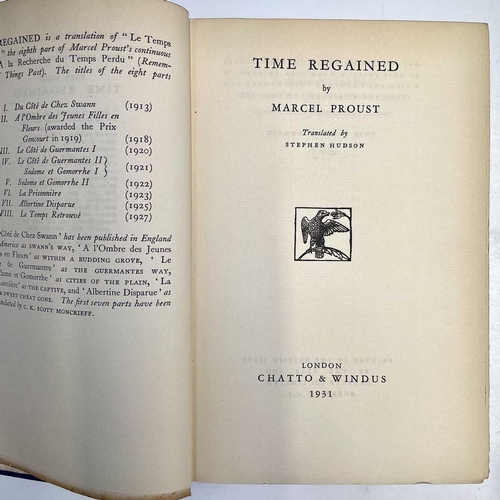 REGAINED is a translation of " Le Temps
" the eighth part of Marcel Proust's continuous
A la Recherche du Temps Perdu " (Remem-
Things Past). The titles of the eight parts
I. Du Côté de Chez Swann (1913)
II. A l'Ombre des Jeunes Filles en
Fleurs (awarded the Prix
Goncourt in 1919) (1918)
III. Le Côté de Guermantes I (1920)
IV. Le Côté de Guermantes II
Sodome et Gomorrhe I } (1921)
V. Sodome et Gomorrhe II (1922)
VI. La Prisonnière (1923)
VII. Albertine Disparue (1925)
VIII. Le Temps Retrouvé (1927)
Côté de Chez Swann ' has been published in England
America as SWANN'S WAY, ' A l'Ombre des Jeunes
en Fleurs ' as WITHIN A BUDDING GROVE, ' Le
de Guermantes ' as THE GUERMANTES WAY,
Sodome et Gomorrhe ' as CITIES OF THE PLAIN, ' La
as THE CAPTIVE, and ' Albertine Disparue ' as
SWEET CHEAT GONE. The first seven parts have been
by C. K. SCOTT MONCRIEFF.
TIME REGAINED
by
MARCEL PROUST
Translated by
STEPHEN HUDSON
LONDON
CHATTO & WINDUS
1931